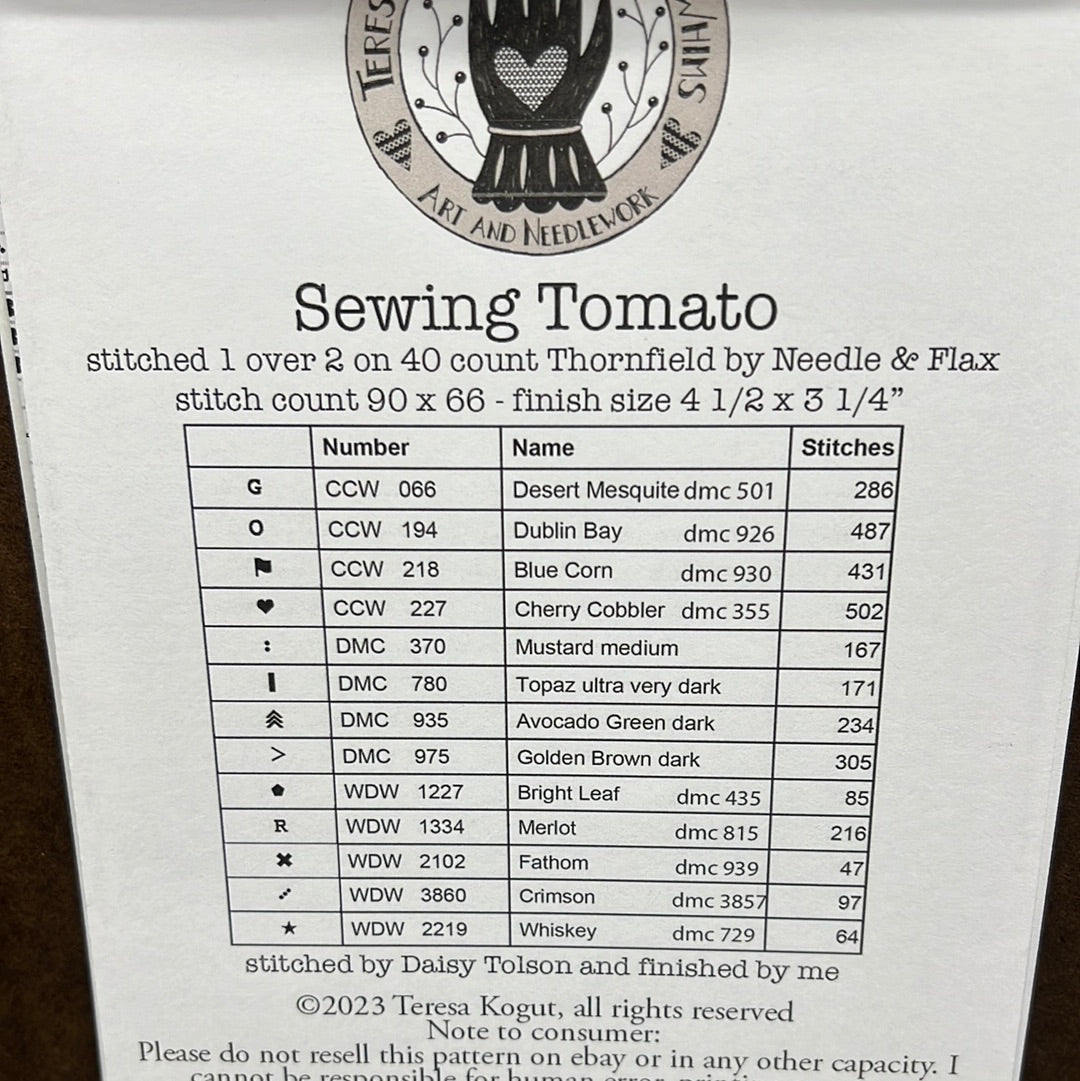 TERES
WHIMS
ART AND NEEDLEWORK
Sewing Tomato
stitched 1 over 2 on 40 count Thornfield by Needle & Flax
stitch count 90 x 66 - finish size 4 1/2 x 3 1/4”
Number Name Stitches
G CCW 066 Desert Mesquite dmc 501 286
O CCW 194 Dublin Bay dmc 926 487
CCW 218 Blue Corn dmc 930 431
♥ CCW 227 Cherry Cobbler dmc 355 502
: DMC 370 Mustard medium 167
DMC 780 Topaz ultra very dark 171
DMC 935 Avocado Green dark 234
> DMC 975 Golden Brown dark 305
WDW 1227 Bright Leaf dmc 435 85
R WDW 1334 Merlot dmc 815 216
✖ WDW 2102 Fathom dmc 939 47
WDW 3860 Crimson dmc 3857 97
★ WDW 2219 Whiskey dmc 729 64
stitched by Daisy Tolson and finished by me
©2023 Teresa Kogut, all rights reserved
Note to consumer:
Please do not resell this pattern on ebay or in any other capacity. I
cannot be responsible for human error,